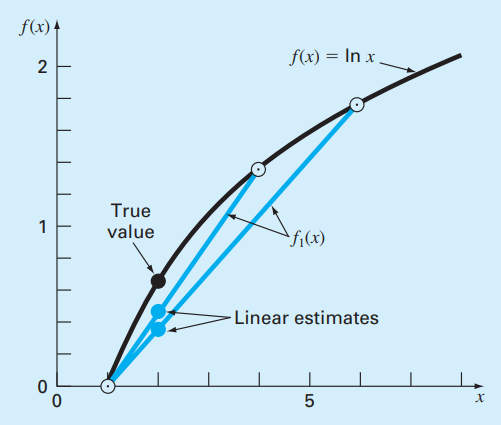 f(x)
f(x) = ln x
2
True
value
1
f₁(x)
Linear estimates
0
0
5
x